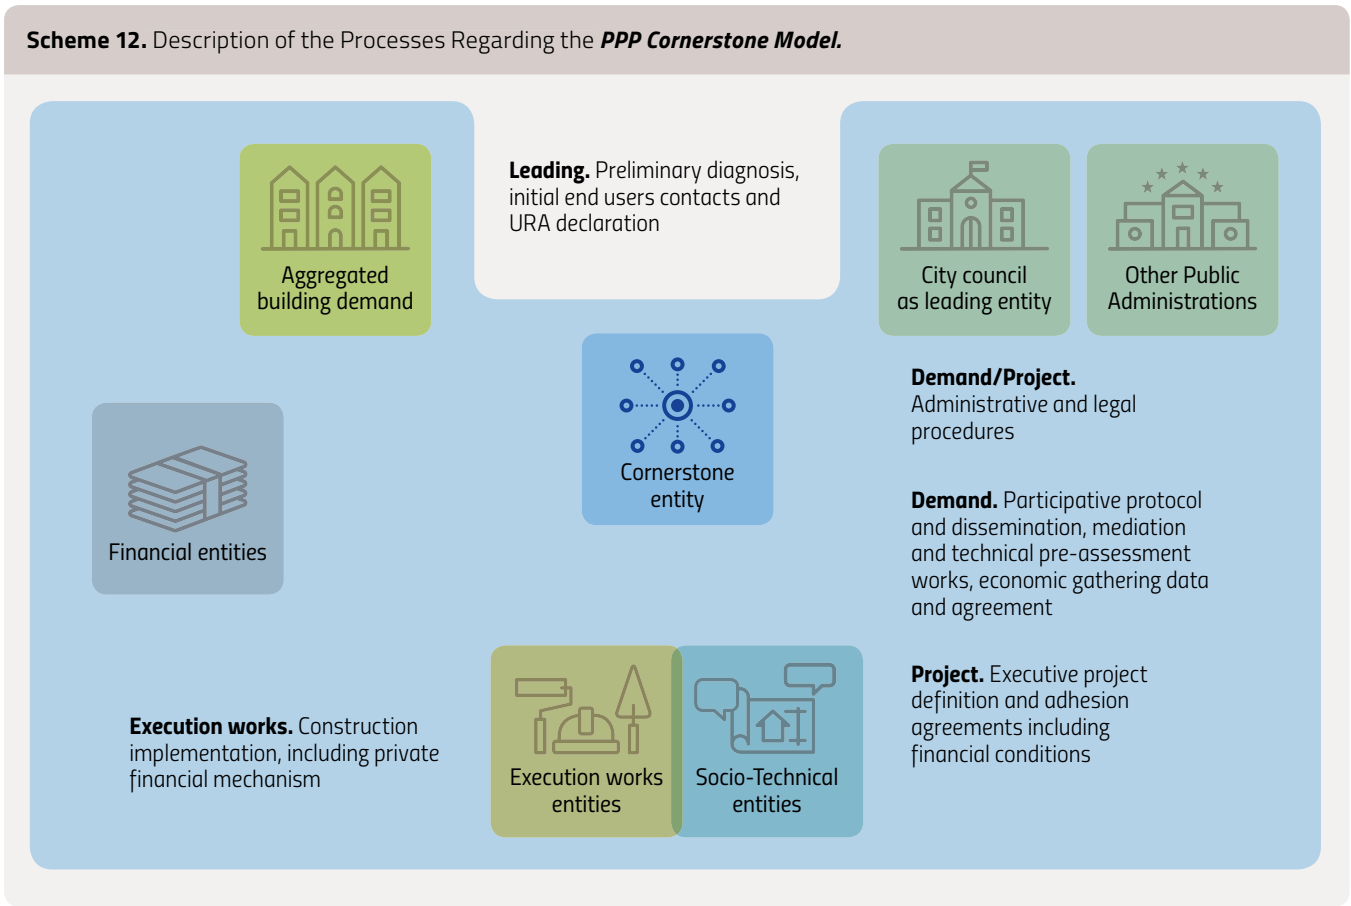 Scheme 12. Description of the Processes Regarding the PPP Cornerstone Model.
Leading. Preliminary diagnosis,
initial end users contacts and
URA declaration
Aggregated
building demand
City council
as leading entity
Other Public
Administrations
Cornerstone
entity
Financial entities
Demand/Project.
Administrative and legal
procedures
Demand. Participative protocol
and dissemination, mediation
and technical pre-assessment
works, economic gathering data
and agreement
Project. Executive project
definition and adhesion
agreements including
financial conditions
Execution works. Construction
implementation, including private
financial mechanism
Execution works
entities
Socio-Technical
entities